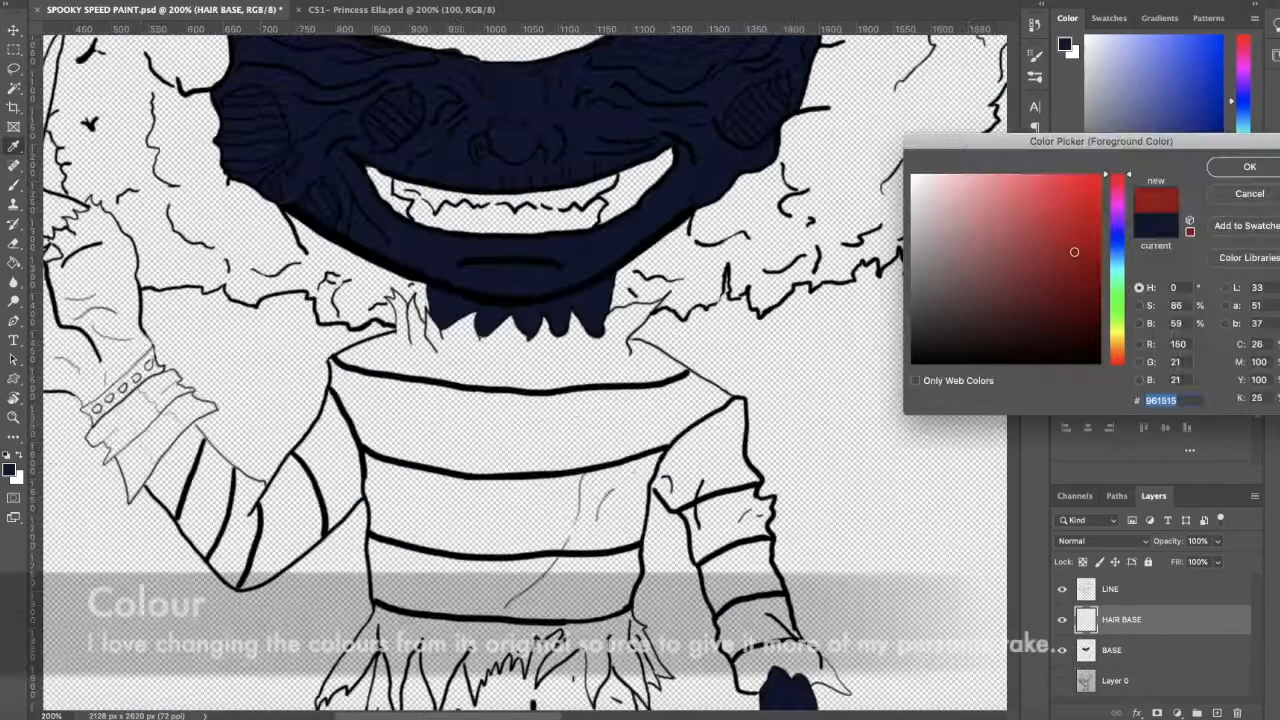 SPOOKY SPEED PAINT.psd @ 200% (HAIR BASE, RGB/8) *
CS1- Princess Ella.psd @ 200% (100, RGB/8)
Color
Swatches
Gradients
Patterns
Color Picker (Foreground Color)
new
current
OK
Cancel
Add to Swatche
Color Libraries
H: 0 °
S: 86 %
B: 59 %
R: 150
G: 21
B: 21
# 961515
L: 33
a: 51
b: 37
C: 26
M: 100
Y: 100
K: 25
Only Web Colors
Channels
Paths
Layers
Kind
Normal
Opacity: 100%
Lock:
Fill: 100%
LINE
HAIR BASE
BASE
Layer 0
Colour
I love changing the colours from its original source to give it more of my personal take..
200%
2128 px x 2620 px (72 ppi)